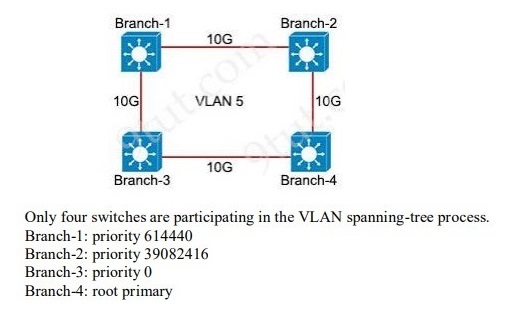 Branch-1
Branch-2
10G
10G
VLAN 5
10G
10G
Branch-3
Branch-4
Only four switches are participating in the VLAN spanning-tree process.
Branch-1: priority 614440
Branch-2: priority 39082416
Branch-3: priority 0
Branch-4: root primary